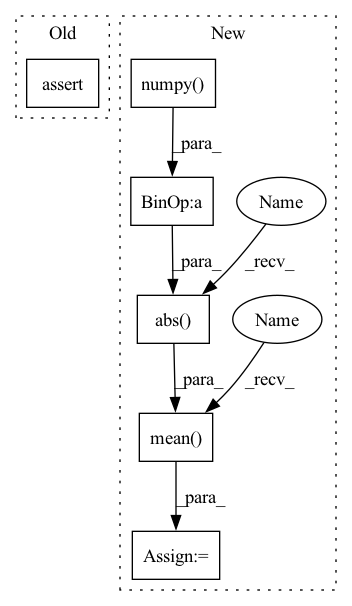 Old
New
assert
numpy()
_para_
BinOp:a
Name
_para_
_recv_
abs()
Name
_para_
_recv_
mean()
_para_
Assign:=